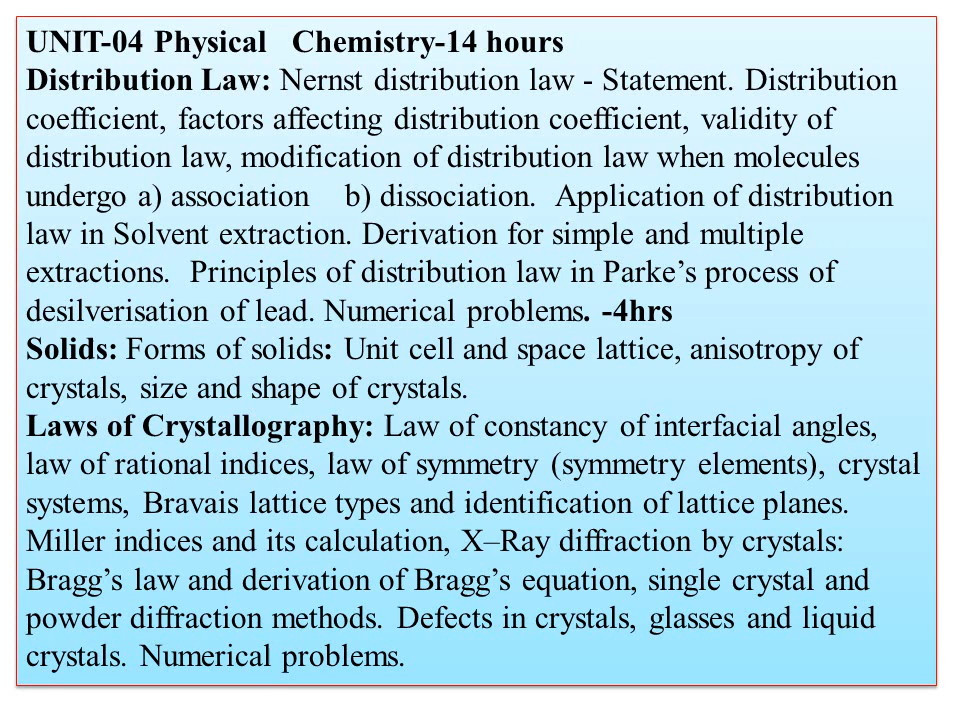 UNIT-04 Physical   Chemistry-14 hours
Distribution Law: Nernst distribution law - Statement. Distribution
coefficient, factors affecting distribution coefficient, validity of
distribution law, modification of distribution law when molecules
undergo a) association    b) dissociation.  Application of distribution
law in Solvent extraction. Derivation for simple and multiple
extractions.  Principles of distribution law in Parke’s process of
desilverisation of lead. Numerical problems. -4hrs
Solids: Forms of solids: Unit cell and space lattice, anisotropy of
crystals, size and shape of crystals.
Laws of Crystallography: Law of constancy of interfacial angles,
law of rational indices, law of symmetry (symmetry elements), crystal
systems, Bravais lattice types and identification of lattice planes.
Miller indices and its calculation, X–Ray diffraction by crystals:
Bragg’s law and derivation of Bragg’s equation, single crystal and
powder diffraction methods. Defects in crystals, glasses and liquid
crystals. Numerical problems.